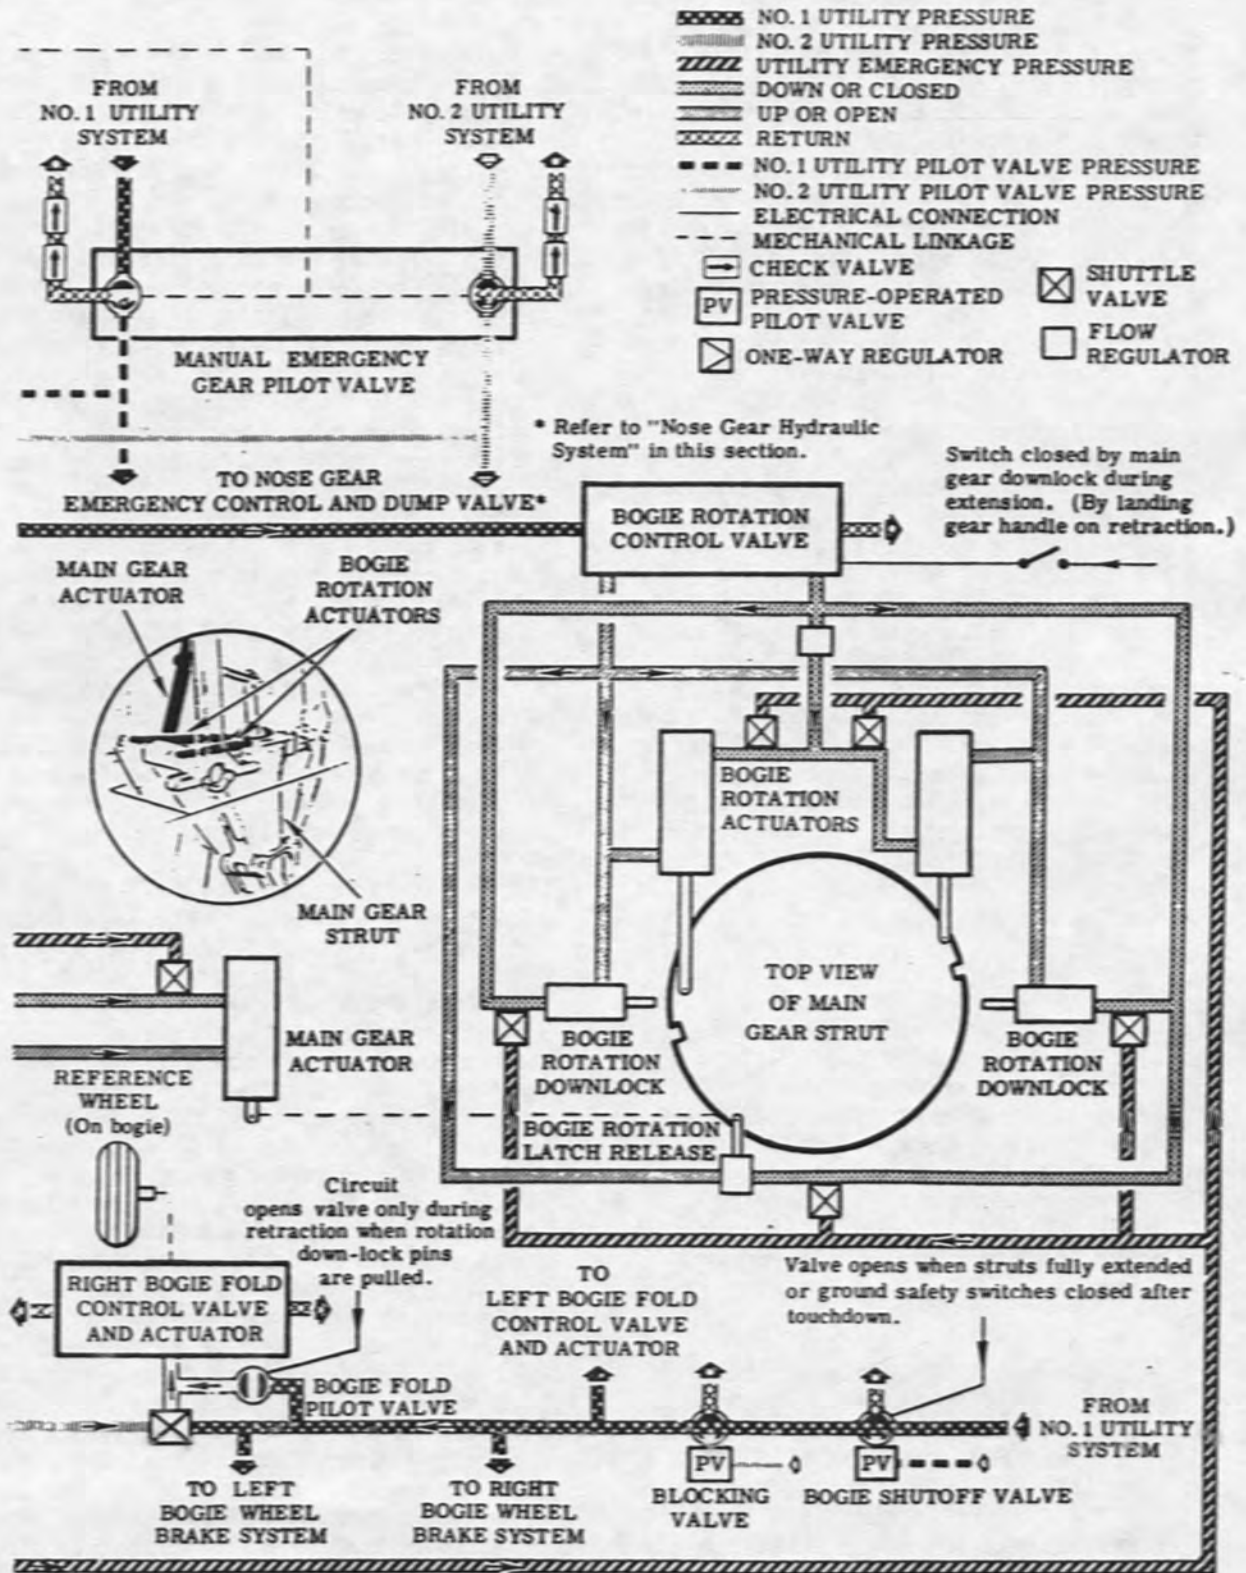 NO. 1 UTILITY PRESSURE
NO. 2 UTILITY PRESSURE
UTILITY EMERGENCY PRESSURE
DOWN OR CLOSED
UP OR OPEN
RETURN
NO. 1 UTILITY PILOT VALVE PRESSURE
NO. 2 UTILITY PILOT VALVE PRESSURE
ELECTRICAL CONNECTION
MECHANICAL LINKAGE
CHECK VALVE
PV
PRESSURE-OPERATED
PILOT VALVE
ONE-WAY REGULATOR
SHUTTLE
VALVE
FLOW
REGULATOR
FROM
NO. 1 UTILITY
SYSTEM
FROM
NO. 2 UTILITY
SYSTEM
MANUAL EMERGENCY
GEAR PILOT VALVE
* Refer to "Nose Gear Hydraulic
System" in this section.
TO NOSE GEAR
EMERGENCY CONTROL AND DUMP VALVE*
Switch closed by main
gear downlock during
extension. (By landing
gear handle on retraction.)
BOGIE ROTATION
CONTROL VALVE
MAIN GEAR
ACTUATOR
BOGIE
ROTATION
ACTUATORS
MAIN GEAR
STRUT
BOGIE
ROTATION
ACTUATORS
TOP VIEW
OF MAIN
GEAR STRUT
MAIN GEAR
ACTUATOR
BOGIE
ROTATION
DOWNLOCK
BOGIE
ROTATION
DOWNLOCK
REFERENCE
WHEEL
(On bogie)
BOGIE ROTATION
LATCH RELEASE
Circuit
opens valve only during
retraction when rotation
down-lock pins
are pulled.
RIGHT BOGIE FOLD
CONTROL VALVE
AND ACTUATOR
TO
LEFT BOGIE FOLD
CONTROL VALVE
AND ACTUATOR
Valve opens when struts fully extended
or ground safety switches closed after
touchdown.
BOGIE FOLD
PILOT VALVE
FROM
NO. 1 UTILITY
SYSTEM
PV
PV
TO LEFT
BOGIE WHEEL
BRAKE SYSTEM
TO RIGHT
BOGIE WHEEL
BRAKE SYSTEM
BLOCKING
VALVE
BOGIE SHUTOFF VALVE